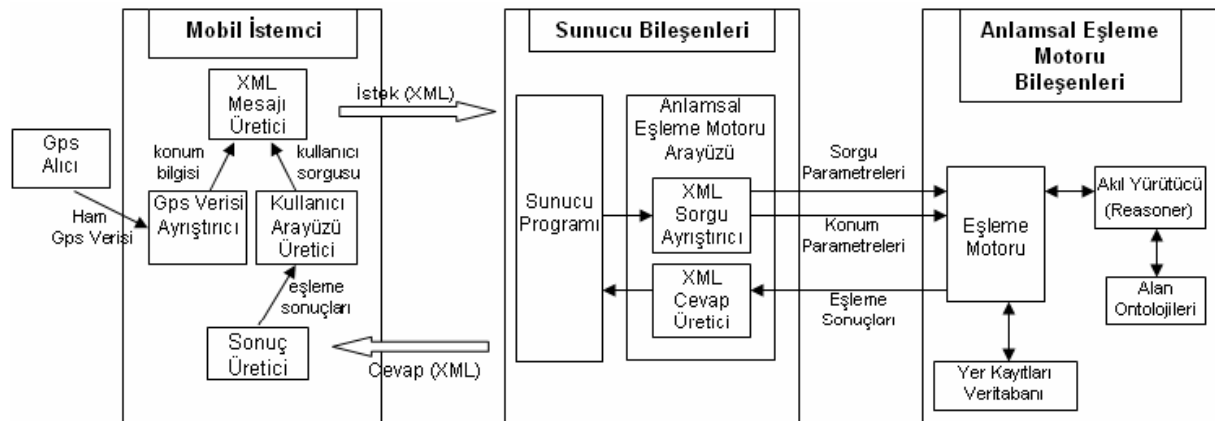 Mobil İstemci
XML
Mesajı
Üretici
Gps
Alıcı
konum
bilgisi
kullanıcı
sorgusu
Ham
Gps Verisi
Gps Verisi
Ayrıştırıcı
Kullanıcı
Arayüzü
Üretici
eşleme
sonuçları
Sonuç
Üretici
İstek (XML)
Cevap (XML)
Sunucu Bileşenleri
Sunucu
Programı
Anlamsal
Eşleme Motoru
Arayüzü
XML
Sorgu
Ayrıştırıcı
XML
Cevap
Üretici
Sorgu
Parametreleri
Konum
Parametreleri
Eşleme
Sonuçları
Anlamsal Eşleme
Motoru
Bileşenleri
Eşleme
Motoru
Akıl Yürütücü
(Reasoner)
Alan
Ontolojileri
Yer Kayıtları
Veritabanı